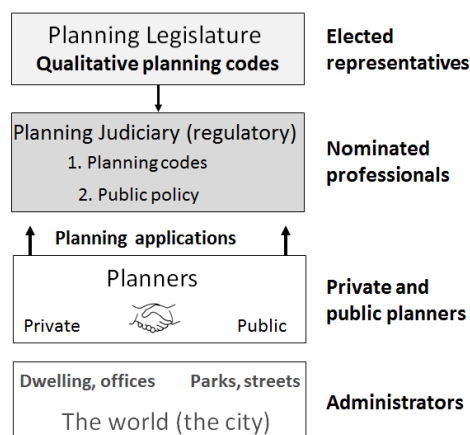 Planning Legislature
Qualitative planning codes
Elected
representatives
Planning Judiciary (regulatory)
1. Planning codes
2. Public policy
Nominated
professionals
Planning applications
Planners
Private
Public
Private and
public planners
Dwelling, offices
Parks, streets
The world (the city)
Administrators